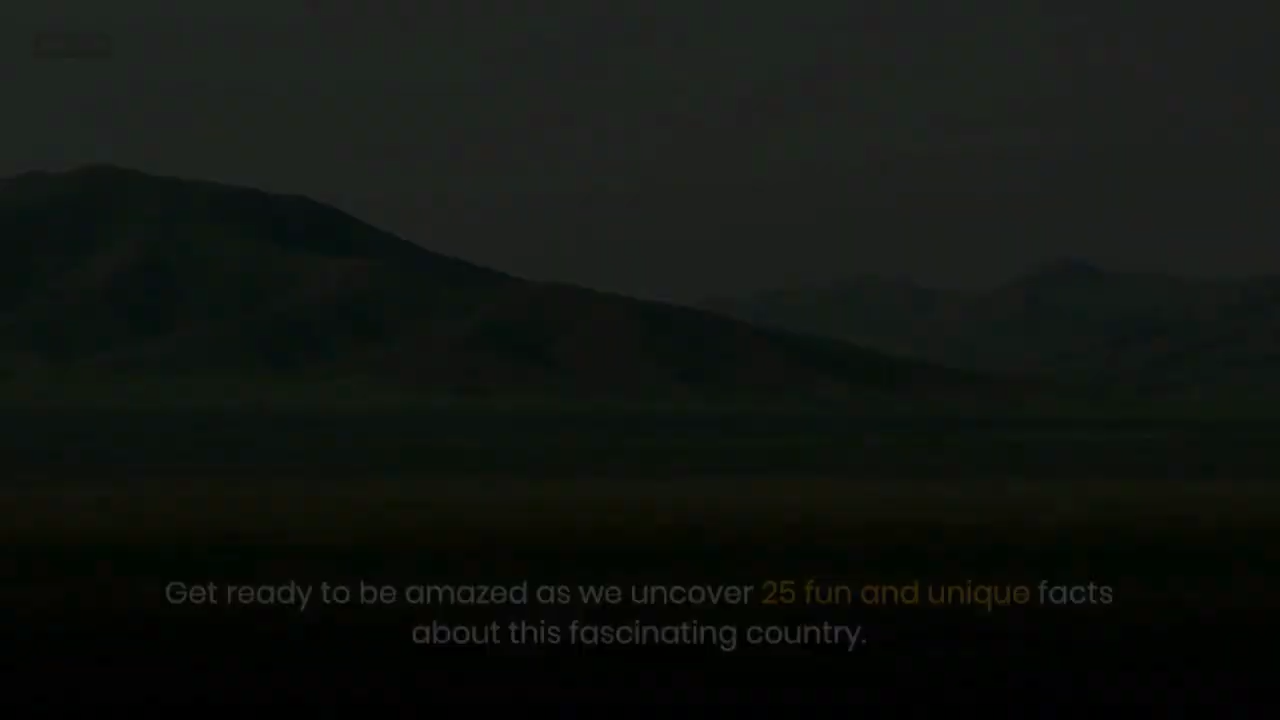 Get ready to be amazed as we uncover 25 fun and unique facts
about this fascinating country.